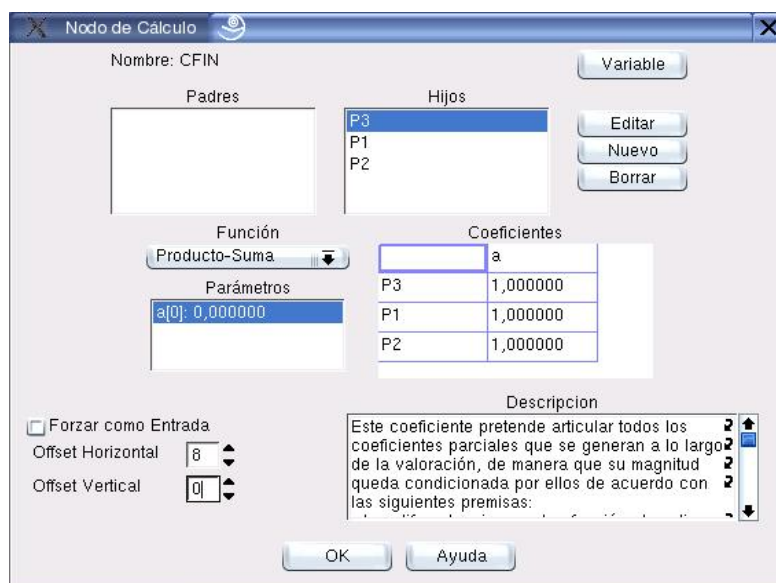 Nodo de Cálculo
Nombre: CFIN
Variable
Padres
Hijos
P3
P1
P2
Editar
Nuevo
Borrar
Función
Producto-Suma
Coeficientes
a
P3 1,000000
P1 1,000000
P2 1,000000
Parámetros
a[0]: 0,000000
Forzar como Entrada
Offset Horizontal 8
Offset Vertical 0
Descripcion
Este coeficiente pretende articular todos los
coeficientes parciales que se generan a lo largo
de la valoración, de manera que su magnitud
queda condicionada por ellos de acuerdo con
las siguientes premisas:
OK
Ayuda